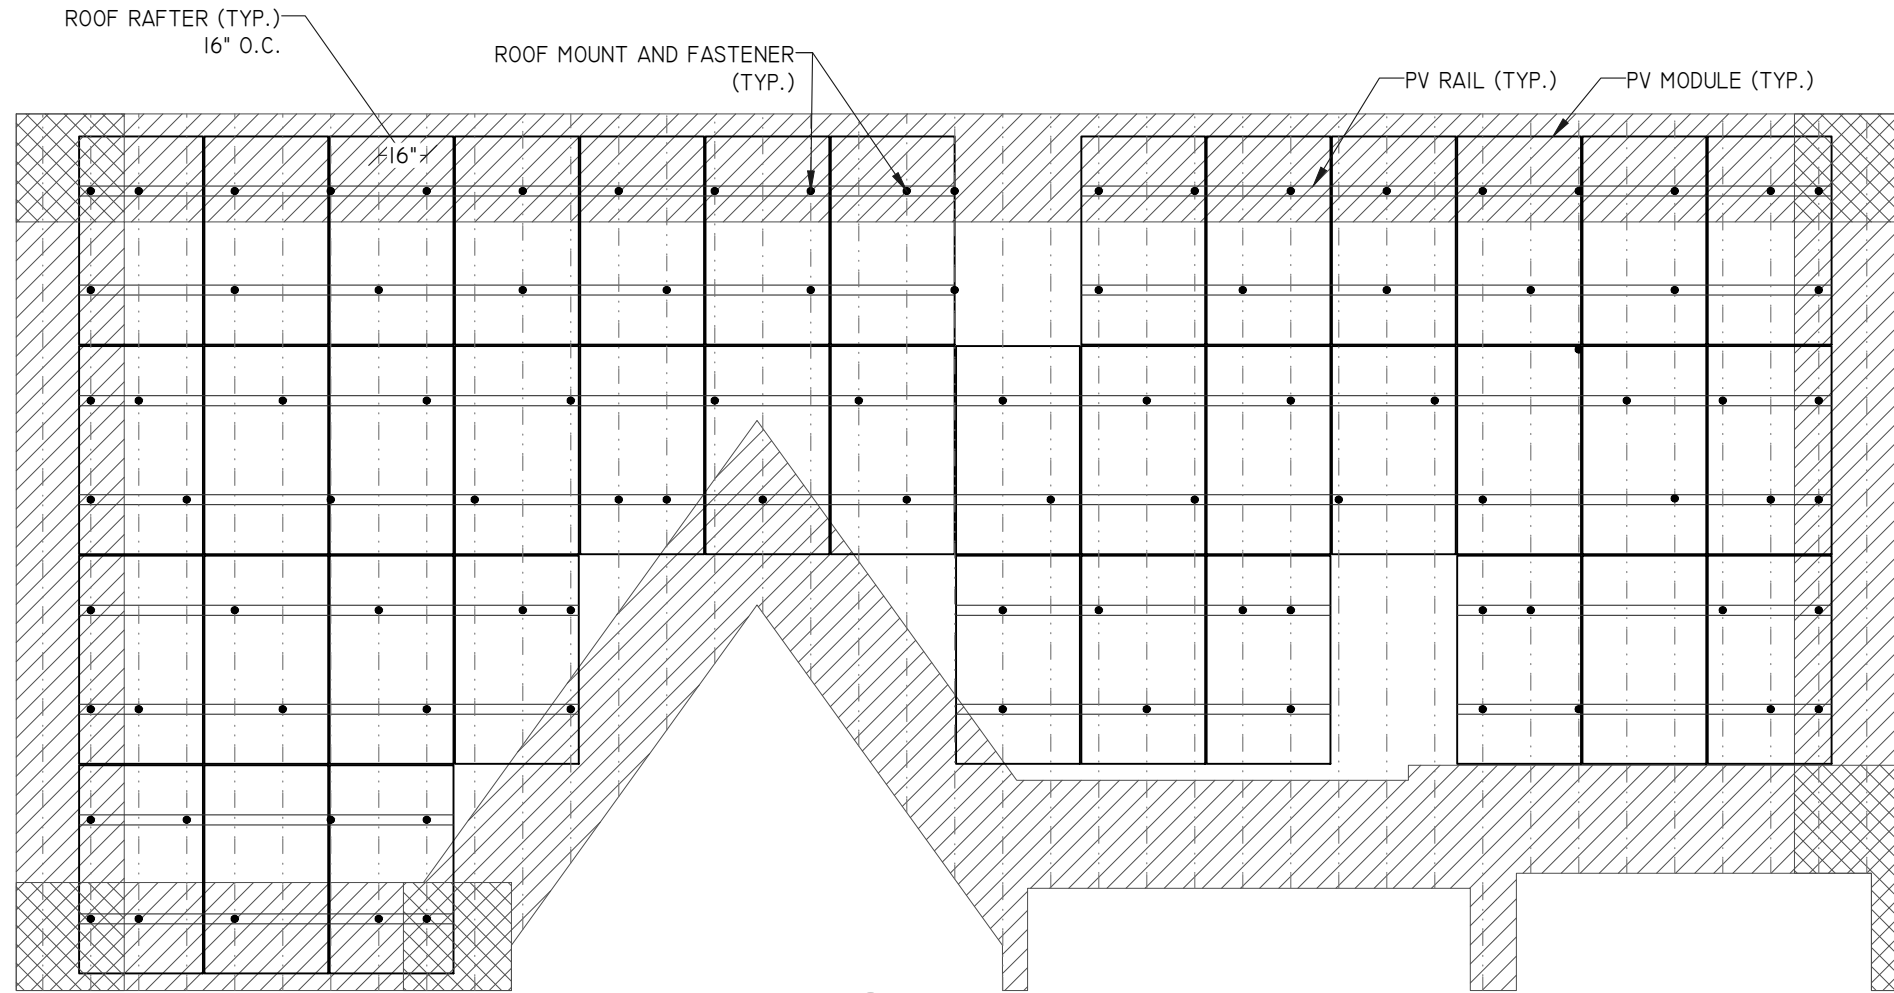 ROOF RAFTER (TYP.)
16" O.C.
ROOF MOUNT AND FASTENER
(TYP.)
PV RAIL (TYP.)
PV MODULE (TYP.)
16"